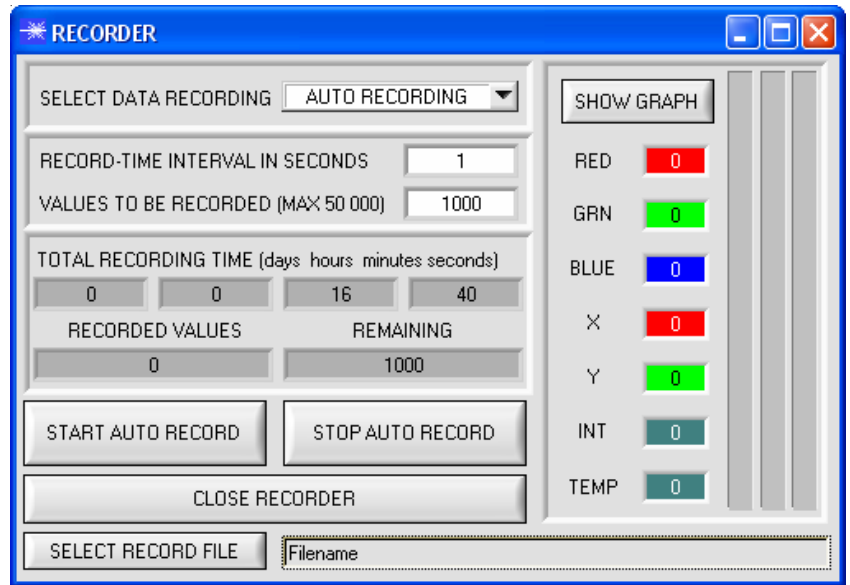 RECORDER
SELECT DATA RECORDING AUTO RECORDING
RECORD-TIME INTERVAL IN SECONDS 1
VALUES TO BE RECORDED (MAX 50 000) 1000
TOTAL RECORDING TIME (days hours minutes seconds)
0 0 16 40
RECORDED VALUES REMAINING
0 1000
START AUTO RECORD STOP AUTO RECORD
CLOSE RECORDER
SELECT RECORD FILE Filename
SHOW GRAPH
RED 0
GRN 0
BLUE 0
X 0
Y 0
INT 0
TEMP 0